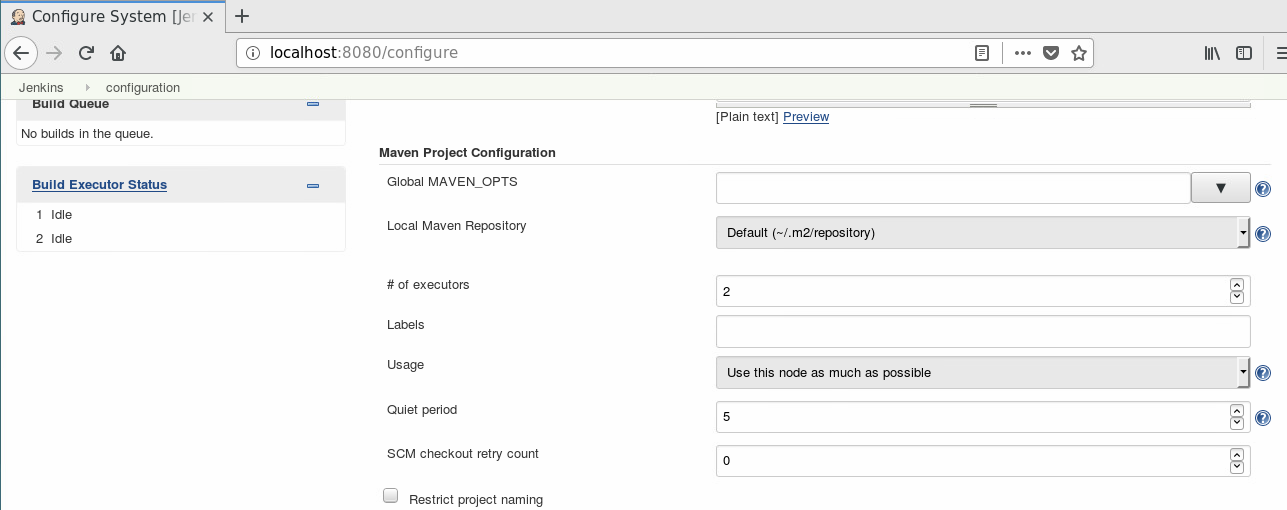 Configure System [Je
localhost:8080/configure
Jenkins configuration
Build Queue
No builds in the queue.
Build Executor Status
1 Idle
2 Idle
[Plain text] Preview
Maven Project Configuration
Global MAVEN_OPTS
Local Maven Repository
Default (~/.m2/repository)
# of executors
2
Labels
Usage
Use this node as much as possible
Quiet period
5
SCM checkout retry count
0
Restrict project naming